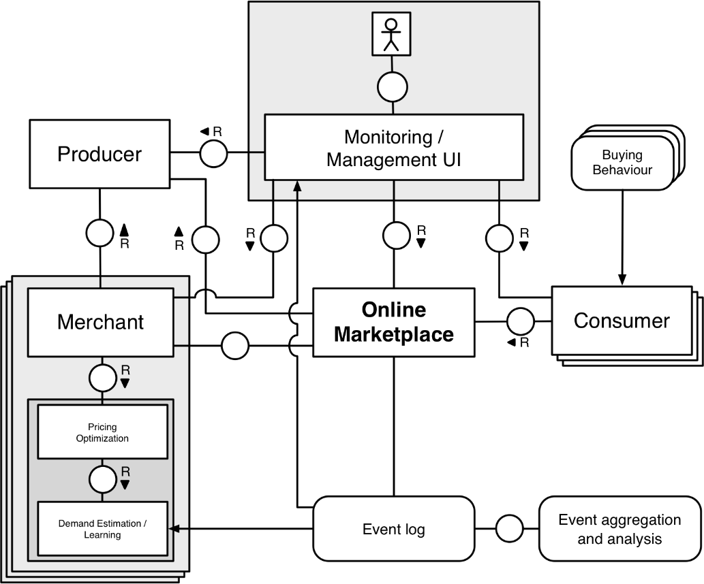 R
Producer
Monitoring /
Management UI
Buying
Behaviour
R
R
R
R
R
Merchant
Online
Marketplace
Consumer
R
R
Pricing
Optimization
R
Demand Estimation /
Learning
Event log
Event aggregation
and analysis